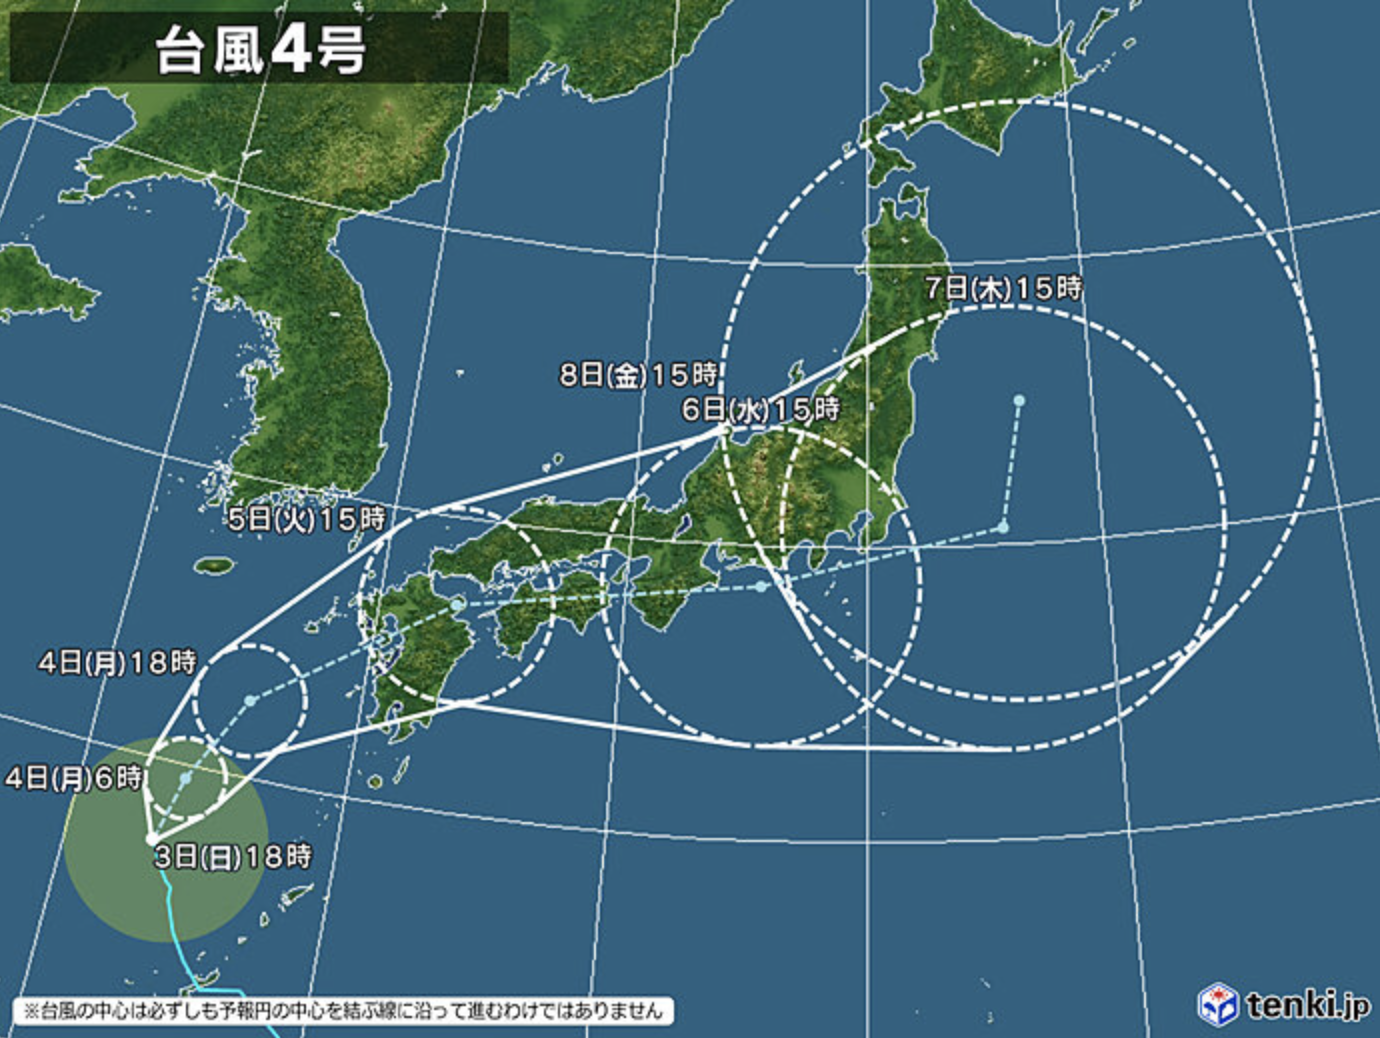 台風4号
7日(木)15時
8日(金)15時
6日(水)15時
5日(火)15時
4日(月)18時
4日(月)6時
3日(日)18時
※台風の中心は必ずしも予報円の中心を結ぶ線に沿って進むわけではありません
tenki.jp